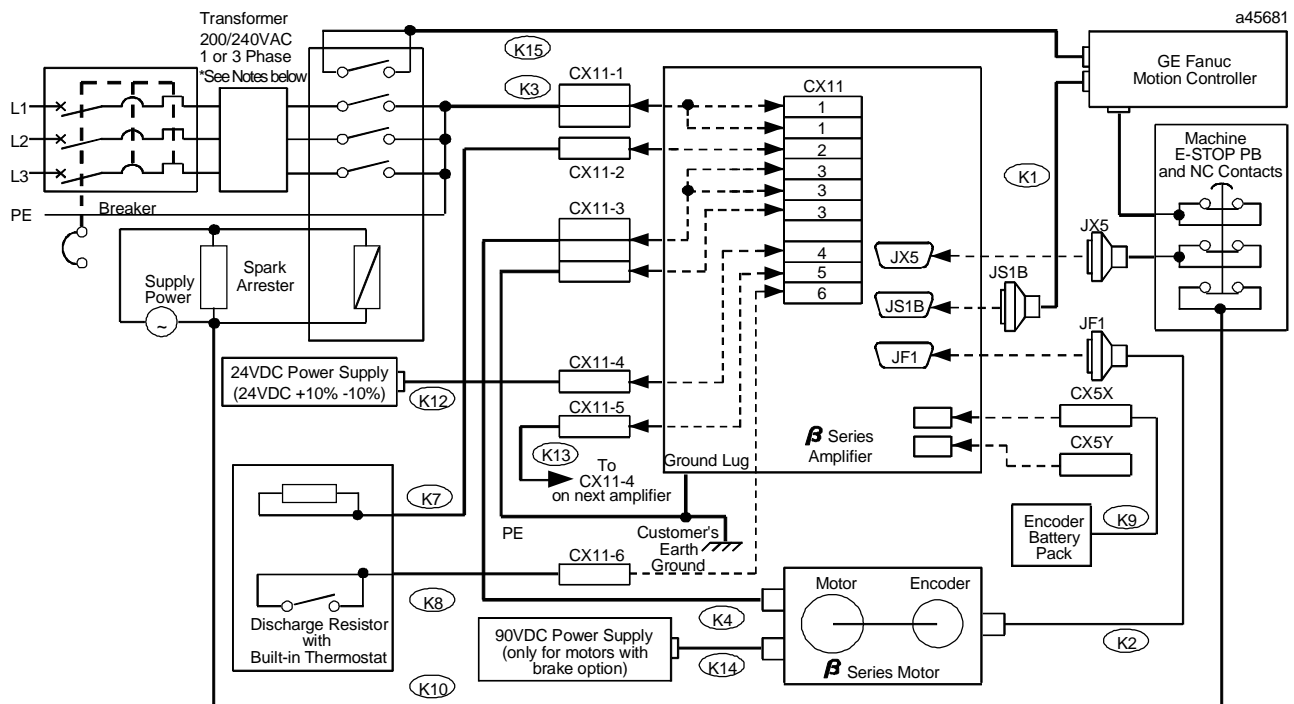 a45681
Transformer
200/240VAC
1 or 3 Phase
*See Notes below
K15
GE Fanuc
Motion Controller
CX11-1
K3
CX11
L1
L2
L3
PE
Breaker
1
1
2
3
3
3
4
5
6
CX11-2
CX11-3
K1
Machine
E-STOP PB
and NC Contacts
JX5
JX5
JS1B
JS1B
JF1
JF1
Supply
Power
~
Spark
Arrester
24VDC Power Supply
(24VDC +10% -10%)
K12
CX11-4
CX11-5
K13
To
CX11-4
on next amplifier
β Series
Amplifier
CX5X
CX5Y
Ground Lug
K7
PE
Customer's
Earth
Ground
Encoder
Battery
Pack
K9
CX11-6
K8
Discharge Resistor
with
Built-in Thermostat
K10
K4
90VDC Power Supply
(only for motors with
brake option)
K14
Motor
Encoder
β Series Motor
K2